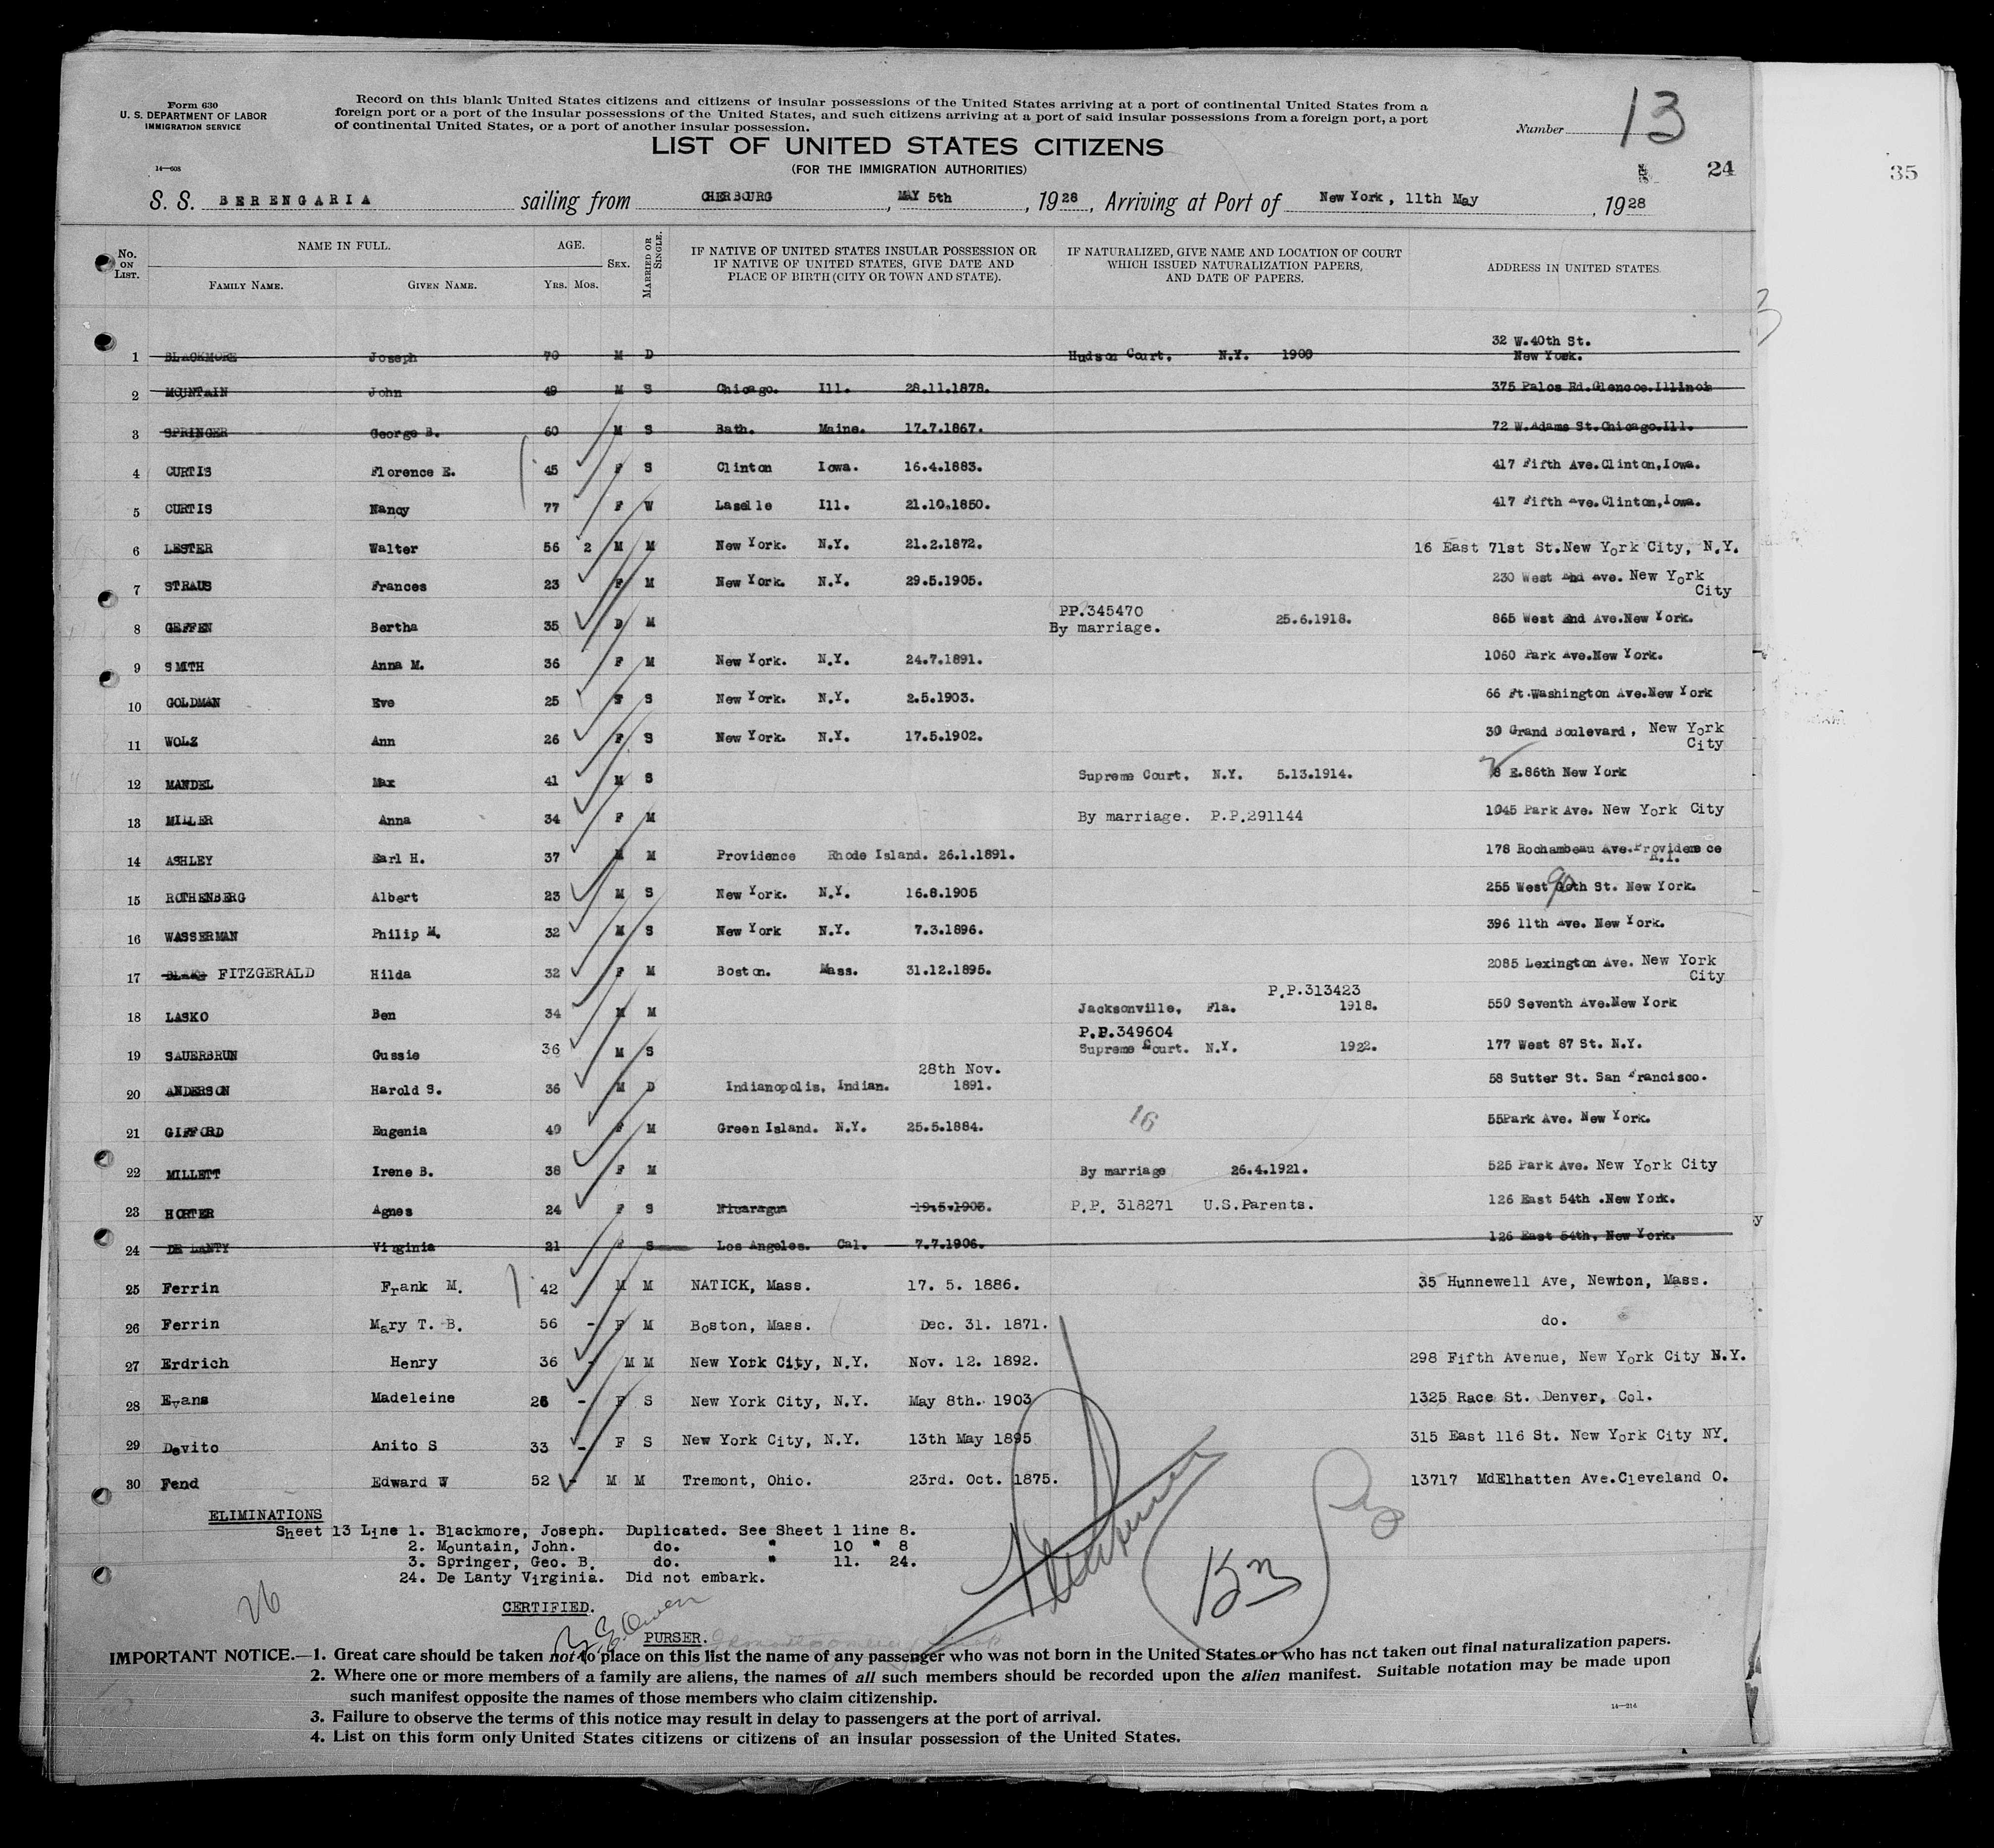 Form 630
U. S. DEPARTMENT OF LABOR
IMMIGRATION SERVICE
14—608
Record on this blank United States citizens and citizens of insular possessions of the United States arriving at a port of continental United States from a
foreign port or a port of the insular possessions of the United States, and such citizens arriving at a port of said insular possessions from a foreign port, a port
of continental United States, or a port of another insular possession.
LIST OF UNITED STATES CITIZENS
(FOR THE IMMIGRATION AUTHORITIES)
Number 13
24
35
S. S. BERENGARIA sailing from CHERBOURG, MAY 5th, 1928, Arriving at Port of New York, 11th May, 1928
No. ON LIST. NAME IN FULL. FAMILY NAME. GIVEN NAME. AGE. YRS. MOS. SEX. MARRIED OR SINGLE. IF NATIVE OF UNITED STATES INSULAR POSSESSION OR IF NATIVE OF UNITED STATES, GIVE DATE AND PLACE OF BIRTH (CITY OR TOWN AND STATE). IF NATURALIZED, GIVE NAME AND LOCATION OF COURT WHICH ISSUED NATURALIZATION PAPERS, AND DATE OF PAPERS. ADDRESS IN UNITED STATES.
1 BLACKMORE Joseph 70 M D Hudson Court. N.Y. 1900 32 W.40th St. New York.
2 MOUNTAIN John 49 M S Chicago. Ill. 28.11.1878. 375 Palos Rd.Glencoe.Illinois
3 SPRINGER George B. 60 M S Bath. Maine. 17.7.1867. 72 W.Adams St.Chicago.Ill.
4 CURTIS Florence E. 45 F S Clinton Iowa. 16.4.1883. 417 Fifth Ave.Clinton,Iowa.
5 CURTIS Nancy 77 F W Laselle Ill. 21.10.1850. 417 Fifth Ave.Clinton,Iowa.
6 LESTER Walter 56 2 M M New York. N.Y. 21.2.1872. 16 East 71st St.New York City, N.Y.
7 STRAUS Frances 23 F M New York. N.Y. 29.5.1905. 230 West End Ave. New York City
8 GEFFEN Bertha 35 M PP.345470 By marriage. 25.6.1918. 865 West End Ave.New York.
9 SMITH Anna M. 36 F M New York. N.Y. 24.7.1891. 1060 Park Ave.New York.
10 GOLDMAN Eve 25 F S New York. N.Y. 2.5.1903. 66 Ft.Washington Ave.New York
11 WOLZ Ann 26 F S New York. N.Y. 17.5.1902. 30 Grand Boulevard, New York City
12 MANDEL Max 41 M S Supreme Court. N.Y. 5.13.1914. E.86th New York
13 MILLER Anna 34 F M By marriage. P.P.291144 1045 Park Ave. New York City
14 ASHLEY Earl H. 37 M M Providence Rhode Island. 26.1.1891. 178 Rochambeau Ave.Providence R.I.
15 ROTHENBERG Albert 23 M S New York. N.Y. 16.8.1905 255 West 90th St. New York.
16 WASSERMAN Philip M. 32 M S New York N.Y. 7.3.1896. 396 11th Ave. New York.
17 FITZGERALD Hilda 32 F M Boston. Mass. 31.12.1895. 2085 Lexington Ave. New York City
18 LASKO Ben 34 M M Jacksonville, Fla. P.P.313423 1918. 550 Seventh Ave.New York
19 SAUERBRUN Gussie 36 M S P.P.349604 Supreme Court. N.Y. 1922. 177 West 87 St. N.Y.
20 ANDERSON Harold S. 36 M D Indianopolis, Indian. 28th Nov. 1891. 58 Sutter St. San Francisco.
21 GIFFORD Eugenia 40 F M Green Island. N.Y. 25.5.1884. 16 55Park Ave. New York.
22 MILLETT Irene B. 38 F M By marriage 26.4.1921. 525 Park Ave. New York City
23 HORTER Agnes 24 F S Nicaragua 19.5.1903. P.P. 318271 U.S.Parents. 126 East 54th .New York.
24 DE LANTY Virginia 21 F S Los Angeles. Cal. 7.7.1906. 126 East 54th, New York.
25 Ferrin Frank M. 42 M M NATICK, Mass. 17. 5. 1886. 35 Hunnewell Ave, Newton, Mass.
26 Ferrin Mary T. B. 56 - F M Boston, Mass. Dec. 31. 1871. do.
27 Erdrich Henry 36 - M M New York City, N.Y. Nov. 12. 1892. 298 Fifth Avenue, New York City N.Y.
28 Evans Madeleine 26 - F S New York City, N.Y. May 8th. 1903 1325 Race St. Denver, Col.
29 Devito Anito S 33 - F S New York City, N.Y. 13th May 1895 315 East 116 St. New York City NY.
30 Fend Edward W 52 - M M Tremont, Ohio. 23rd. Oct. 1875. 13717 MdElhatten Ave.Cleveland O.
ELIMINATIONS
Sheet 13 Line 1. Blackmore, Joseph. Duplicated. See Sheet 1 line 8.
2. Mountain, John. do. " 10 " 8
3. Springer, Geo. B. do. " 11. 24.
24. De Lanty Virginia. Did not embark.
26
CERTIFIED.
PURSER.
IMPORTANT NOTICE.—1. Great care should be taken not to place on this list the name of any passenger who was not born in the United States or who has not taken out final naturalization papers.
2. Where one or more members of a family are aliens, the names of all such members should be recorded upon the alien manifest. Suitable notation may be made upon
such manifest opposite the names of those members who claim citizenship.
3. Failure to observe the terms of this notice may result in delay to passengers at the port of arrival.
4. List on this form only United States citizens or citizens of an insular possession of the United States.
14—214